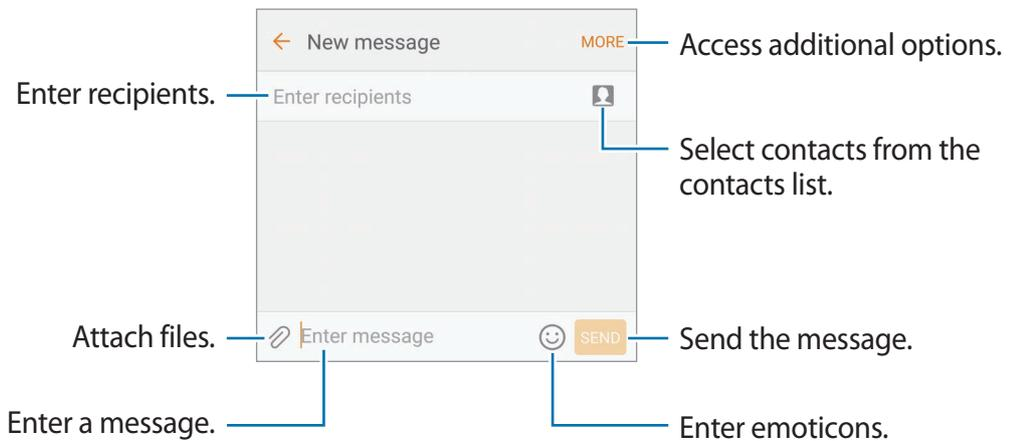 New message
MORE
Access additional options.
Enter recipients.
Enter recipients
Select contacts from the
contacts list.
Attach files.
Enter message
SEND
Send the message.
Enter a message.
Enter emoticons.